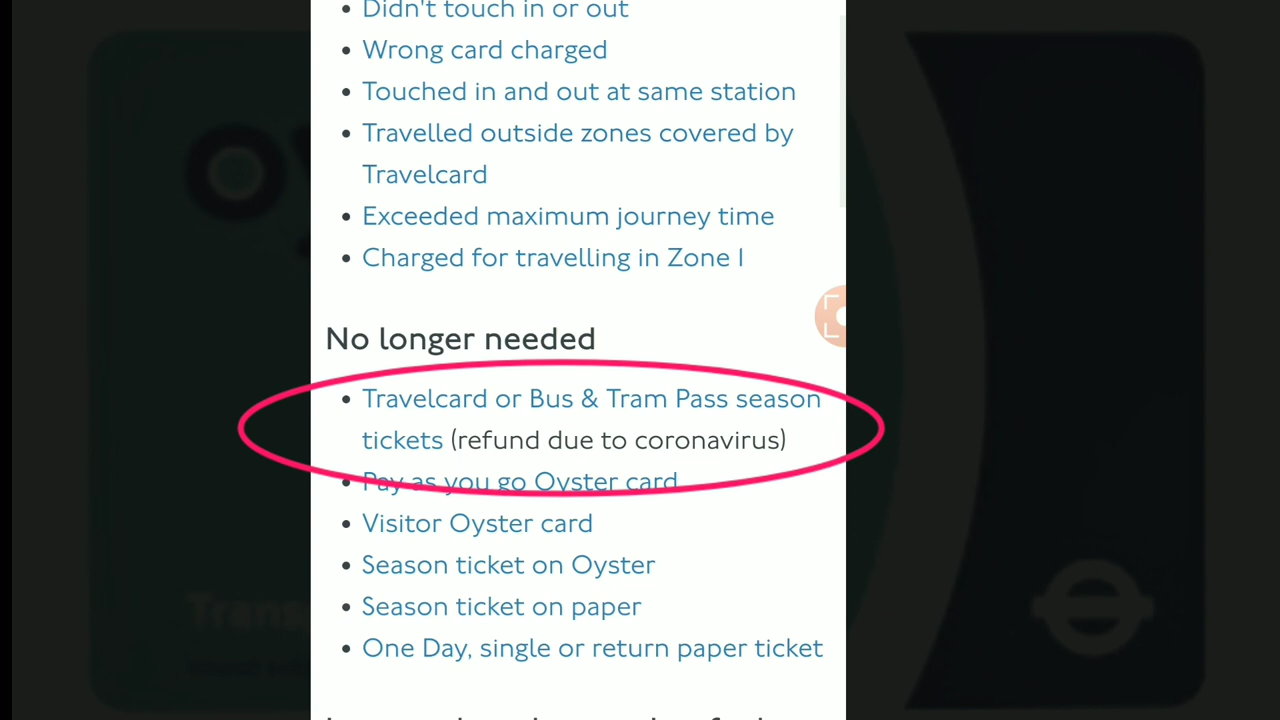 Didn't touch in or out
Wrong card charged
Touched in and out at same station
Travelled outside zones covered by
Travelcard
Exceeded maximum journey time
Charged for travelling in Zone 1
No longer needed
Travelcard or Bus & Tram Pass season
tickets (refund due to coronavirus)
Pay as you go Oyster card
Visitor Oyster card
Season ticket on Oyster
Season ticket on paper
One Day, single or return paper ticket